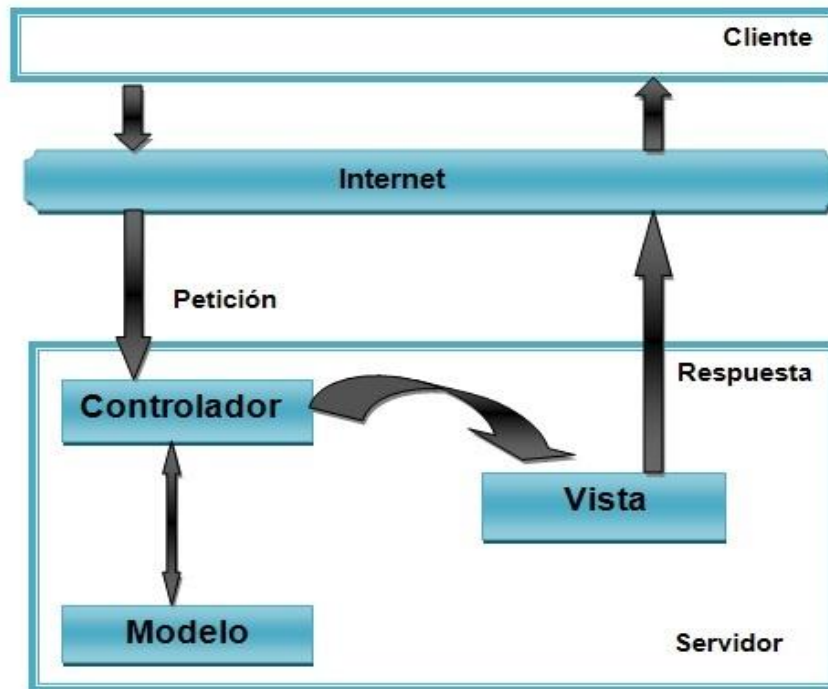 Cliente
Internet
Petición
Respuesta
Controlador
Vista
Modelo
Servidor